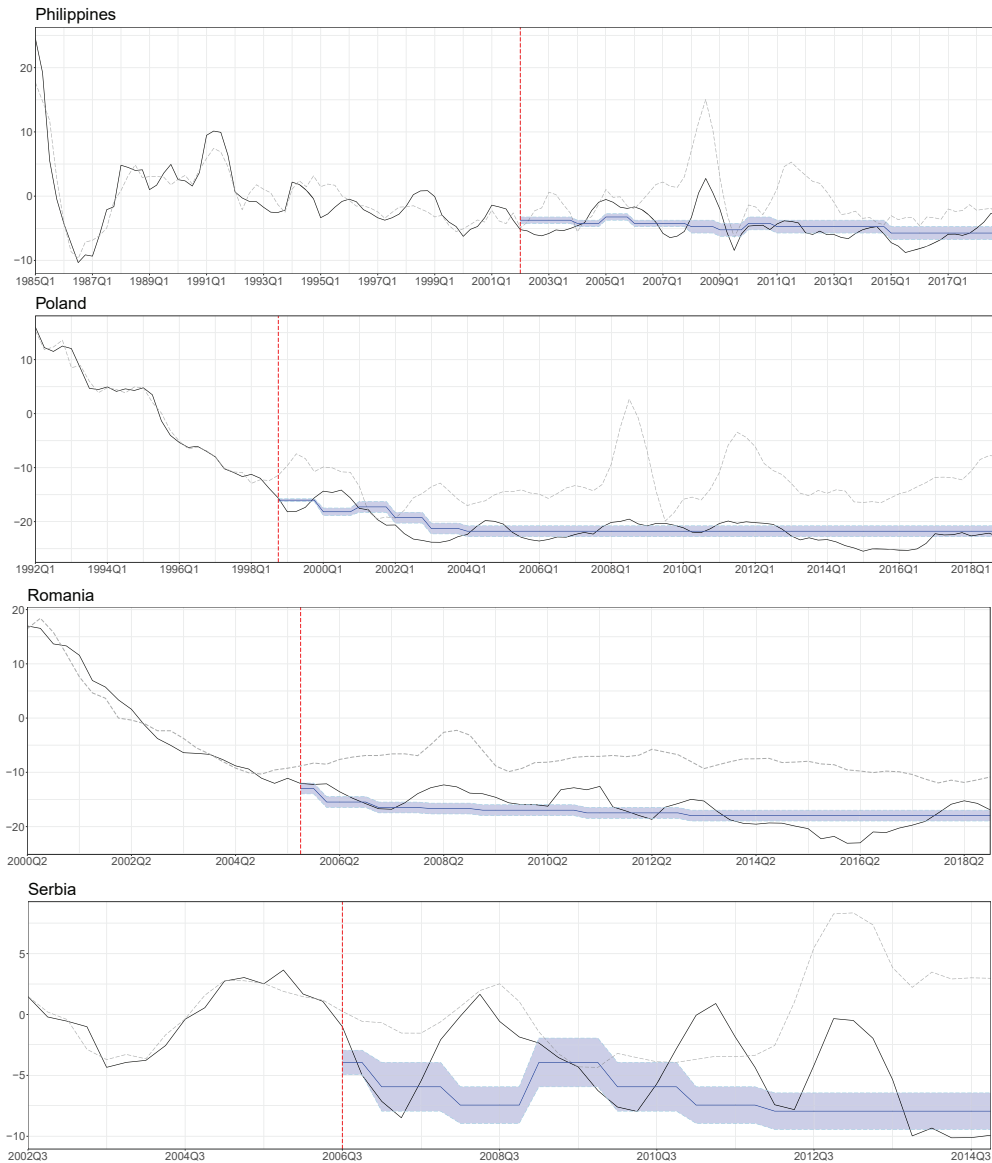 Philippines
20
10
0
−10
1985Q1 1987Q1 1989Q1 1991Q1 1993Q1 1995Q1 1997Q1 1999Q1 2001Q1 2003Q1 2005Q1 2007Q1 2009Q1 2011Q1 2013Q1 2015Q1 2017Q1
Poland
10
0
−10
−20
1992Q1 1994Q1 1996Q1 1998Q1 2000Q1 2002Q1 2004Q1 2006Q1 2008Q1 2010Q1 2012Q1 2014Q1 2016Q1 2018Q1
Romania
20
10
0
−10
−20
2000Q2 2002Q2 2004Q2 2006Q2 2008Q2 2010Q2 2012Q2 2014Q2 2016Q2 2018Q2
Serbia
5
0
−5
−10
2002Q3 2004Q3 2006Q3 2008Q3 2010Q3 2012Q3 2014Q3